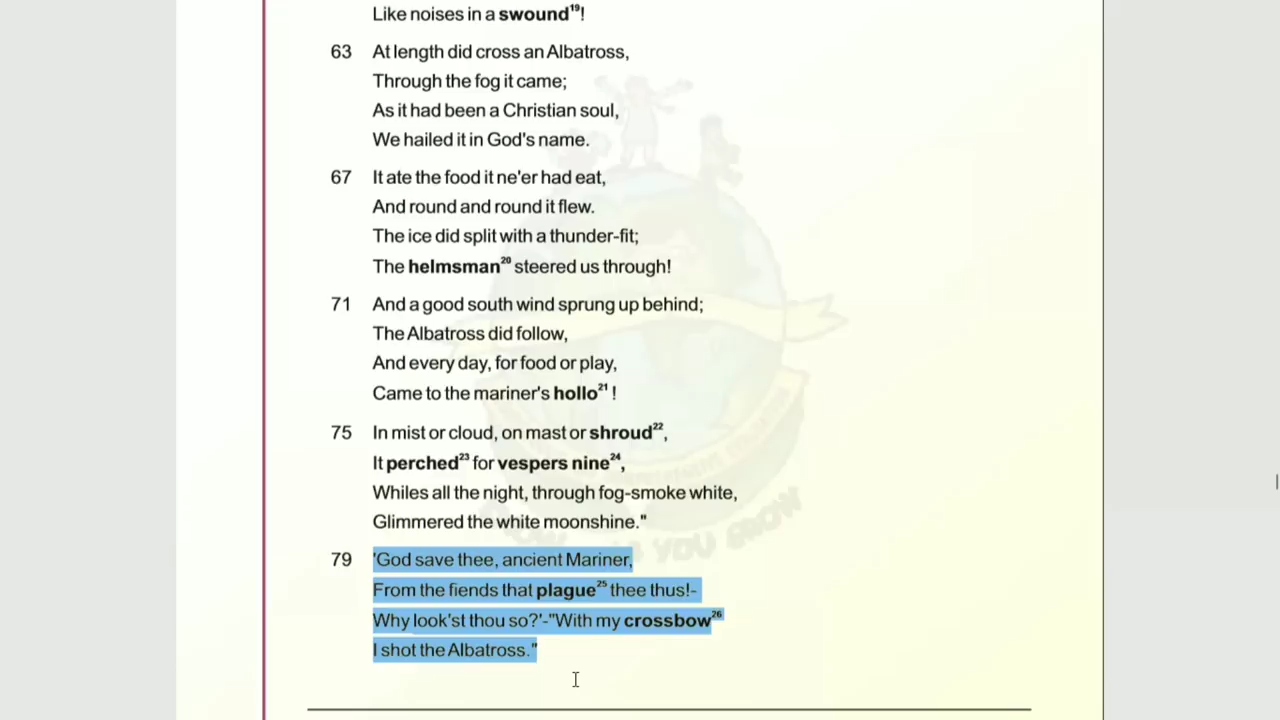 Like noises in a swound¹⁹!
63 At length did cross an Albatross,
Through the fog it came;
As it had been a Christian soul,
We hailed it in God's name.
67 It ate the food it ne'er had eat,
And round and round it flew.
The ice did split with a thunder-fit;
The helmsman²⁰ steered us through!
71 And a good south wind sprung up behind;
The Albatross did follow,
And every day, for food or play,
Came to the mariner's hollo²¹ !
75 In mist or cloud, on mast or shroud²²,
It perched²³ for vespers nine²⁴,
Whiles all the night, through fog-smoke white,
Glimmered the white moonshine."
79 'God save thee, ancient Mariner,
From the fiends that plague²⁵ thee thus!-
Why look'st thou so?'-"With my crossbow²⁶
I shot the Albatross."
YOU GROW